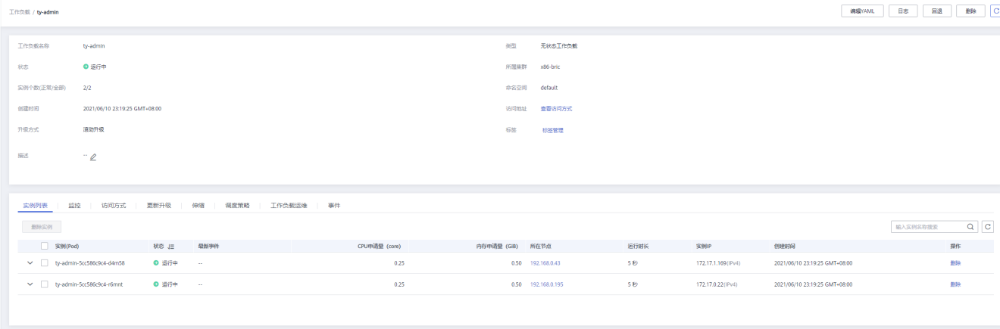 工作负载 / ty-admin
编辑YAML 日志 回退 删除
工作负载名称 ty-admin 类型 无状态工作负载
状态 运行中 所属集群 x86-bric
实例个数(正常/全部) 2/2 命名空间 default
创建时间 2021/06/10 23:19:25 GMT+08:00 访问地址 查看访问方式
升级方式 滚动升级 标签 标签管理
描述 --
实例列表 监控 访问方式 更新升级 伸缩 调度策略 工作负载运维 事件
删除实例 输入实例名称搜索
实例(Pod) 状态 最新事件 CPU申请量 (core) 内存申请量 (GiB) 所在节点 运行时长 实例IP 创建时间 操作
ty-admin-5cc586c9c4-d4m58 运行中 -- 0.25 0.50 192.168.0.43 5 秒 172.17.1.169(IPv4) 2021/06/10 23:19:25 GMT+08:00 删除
ty-admin-5cc586c9c4-r6mnt 运行中 -- 0.25 0.50 192.168.0.195 5 秒 172.17.0.22(IPv4) 2021/06/10 23:19:25 GMT+08:00 删除